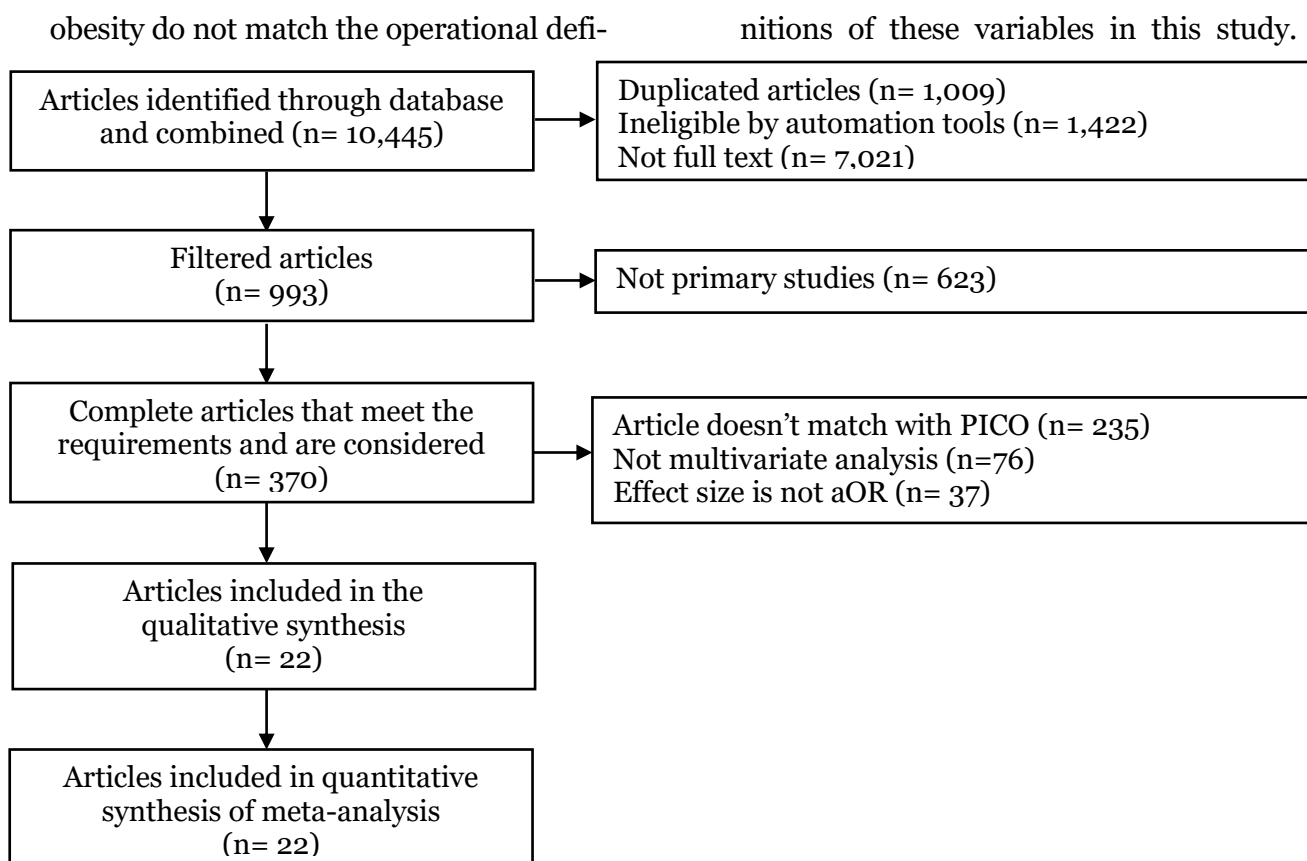 obesity do not match the operational defi-
nitions of these variables in this study.
Articles identified through database
and combined (n= 10,445)
Duplicated articles (n= 1,009)
Ineligible by automation tools (n= 1,422)
Not full text (n= 7,021)
Filtered articles
(n= 993)
Not primary studies (n= 623)
Complete articles that meet the
requirements and are considered
(n= 370)
Article doesn’t match with PICO (n= 235)
Not multivariate analysis (n=76)
Effect size is not aOR (n= 37)
Articles included in the
qualitative synthesis
(n= 22)
Articles included in quantitative
synthesis of meta-analysis
(n= 22)